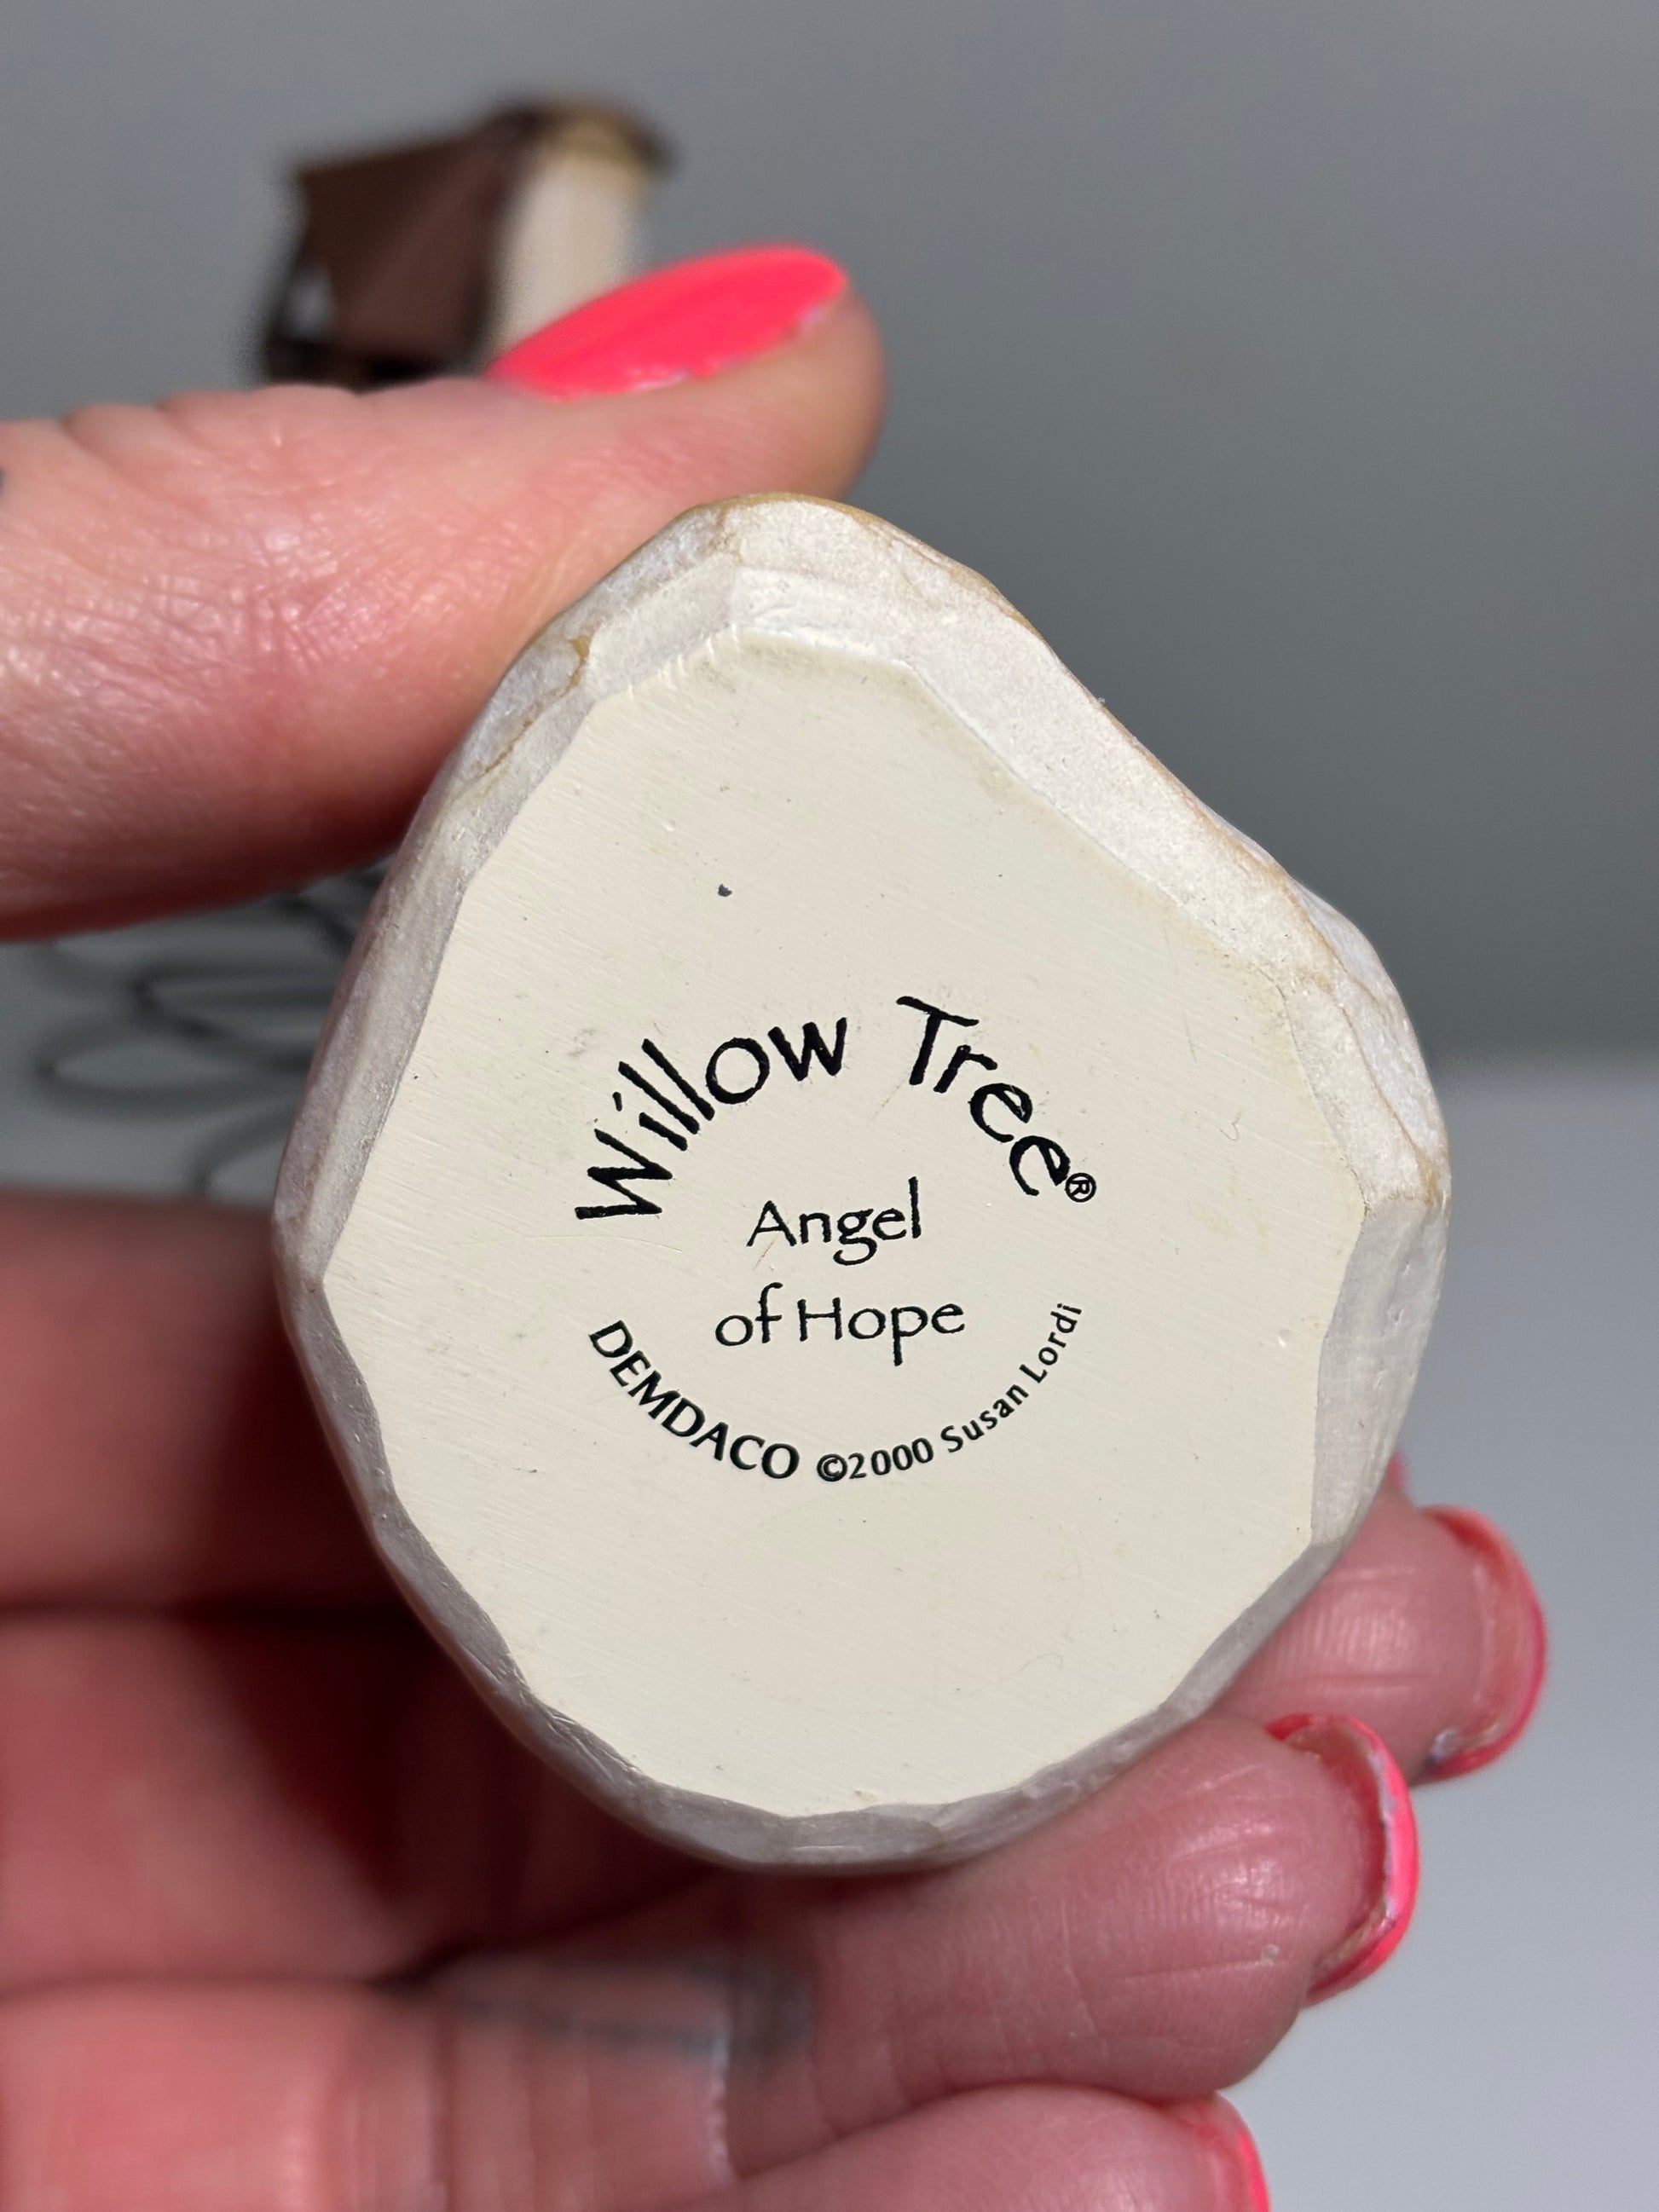 Willow Tree®
Angel
of Hope
DEMDACO ©2000 Susan Lordi